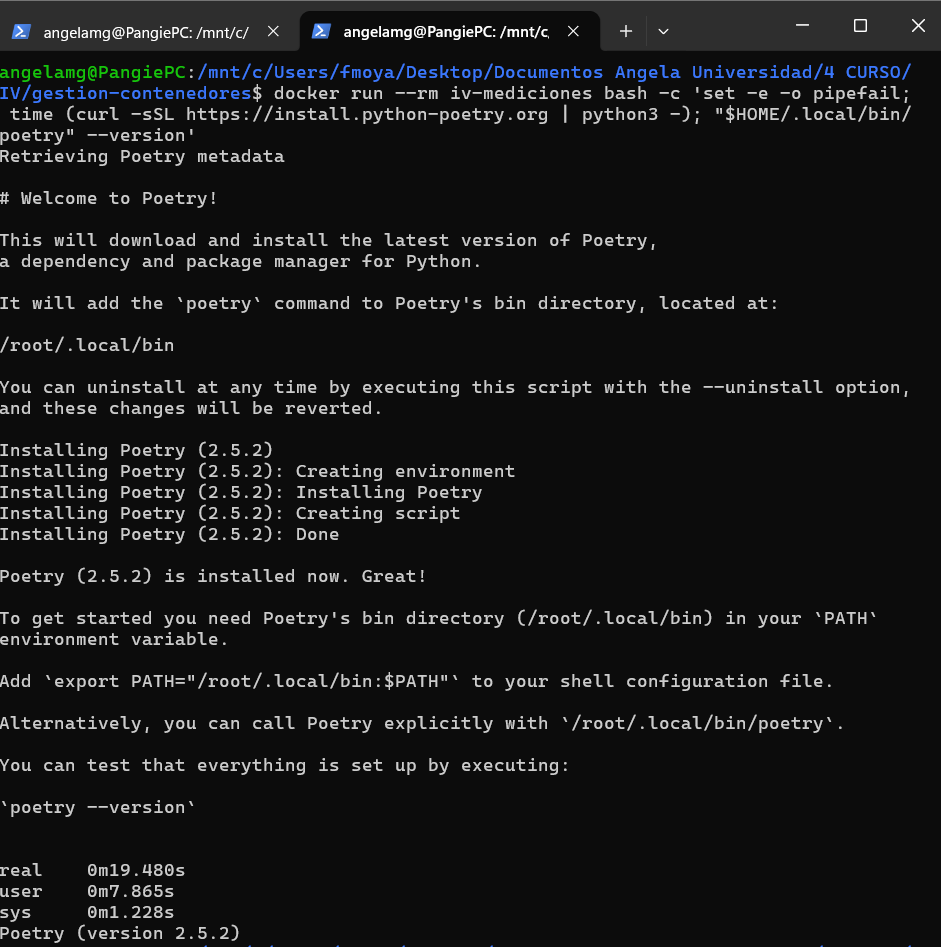 angelamg@PangiePC: /mnt/c/
angelamg@PangiePC: /mnt/c,
angelamg@PangiePC:/mnt/c/Users/fmoya/Desktop/Documentos Angela Universidad/4 CURSO/
IV/gestion-contenedores$ docker run --rm iv-mediciones bash -c 'set -e -o pipefail;
 time (curl -sSL https://install.python-poetry.org | python3 -); "$HOME/.local/bin/
poetry" --version'
Retrieving Poetry metadata

# Welcome to Poetry!

This will download and install the latest version of Poetry,
a dependency and package manager for Python.

It will add the `poetry` command to Poetry's bin directory, located at:

/root/.local/bin

You can uninstall at any time by executing this script with the --uninstall option,
and these changes will be reverted.

Installing Poetry (2.5.2)
Installing Poetry (2.5.2): Creating environment
Installing Poetry (2.5.2): Installing Poetry
Installing Poetry (2.5.2): Creating script
Installing Poetry (2.5.2): Done

Poetry (2.5.2) is installed now. Great!

To get started you need Poetry's bin directory (/root/.local/bin) in your `PATH`
environment variable.

Add `export PATH="/root/.local/bin:$PATH"` to your shell configuration file.

Alternatively, you can call Poetry explicitly with `/root/.local/bin/poetry`.

You can test that everything is set up by executing:

`poetry --version`


real    0m19.480s
user    0m7.865s
sys     0m1.228s
Poetry (version 2.5.2)